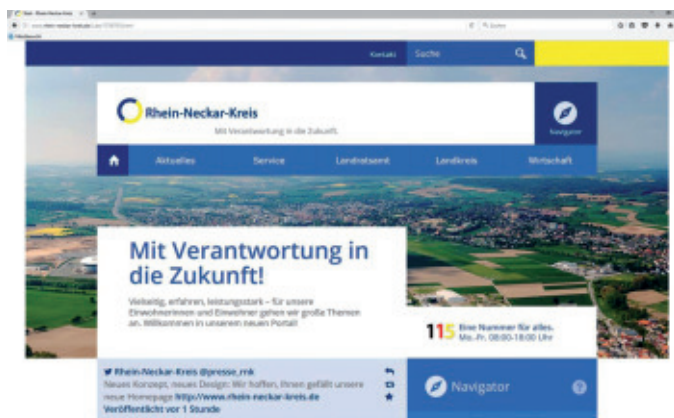 Kontakt
Suche
Rhein-Neckar-Kreis
Mit Verantwortung in die Zukunft.
Navigator
Aktuelles Service Landratsamt Landkreis Wirtschaft
Mit Verantwortung in
die Zukunft!
Vielseitig, erfahren, leistungsstark – für unsere
Einwohnerinnen und Einwohner gehen wir große Themen
an. Willkommen in unserem neuen Portal!
115 Eine Nummer für alles.
Mo.-Fr. 08:00-18:00 Uhr
Rhein-Neckar-Kreis @presse_rnk
Neues Konzept, neues Design: Wir hoffen, Ihnen gefällt unsere
neue Homepage http://www.rhein-neckar-kreis.de
Veröffentlicht vor 1 Stunde
Navigator ?